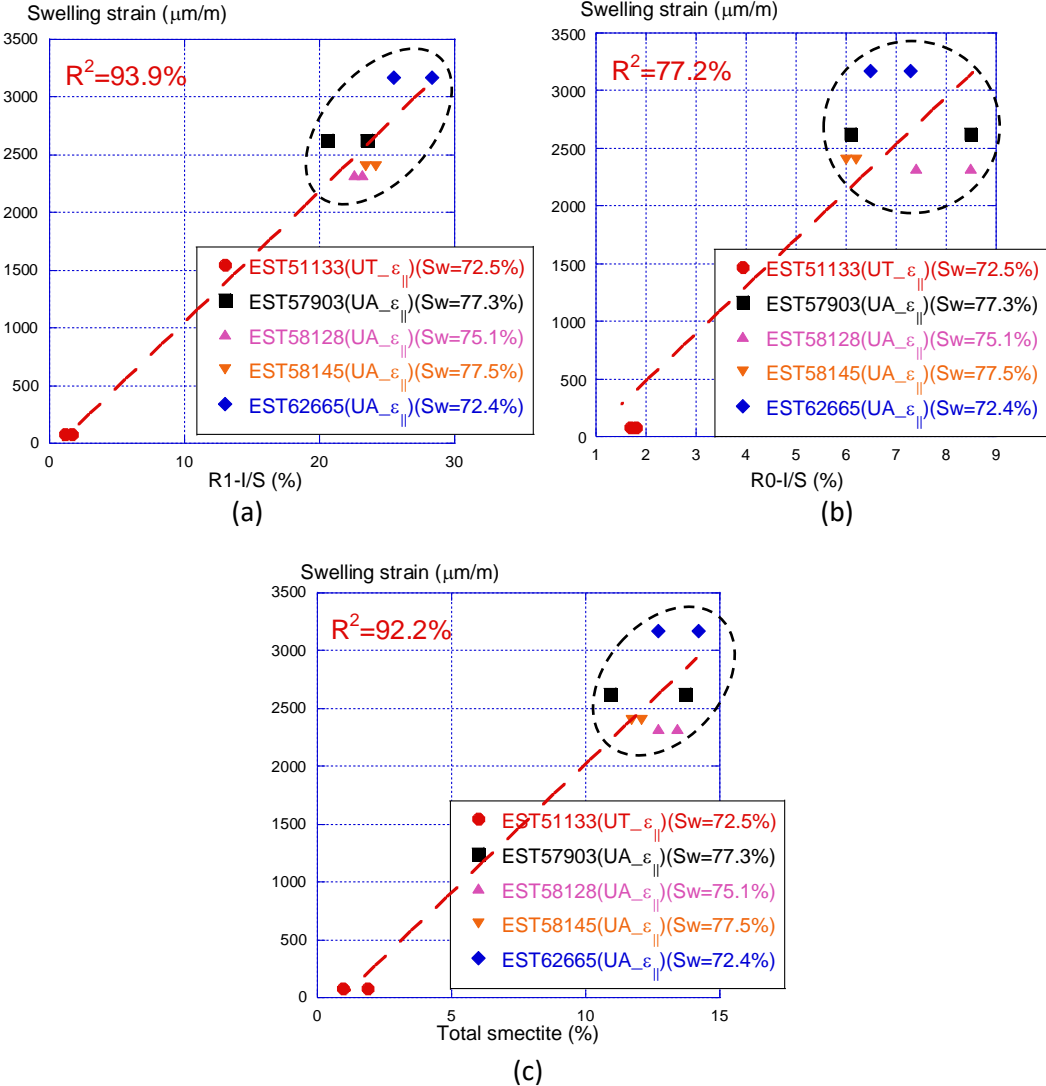 Swelling strain (μm/m)
3500
3000
2500
2000
1500
1000
500
0
R²=93.9%
EST51133(UT_ε||)(Sw=72.5%)
EST57903(UA_ε||)(Sw=77.3%)
EST58128(UA_ε||)(Sw=75.1%)
EST58145(UA_ε||)(Sw=77.5%)
EST62665(UA_ε||)(Sw=72.4%)
0 10 20 30
R1-I/S (%)
(a)
Swelling strain (μm/m)
3500
3000
2500
2000
1500
1000
500
0
R²=77.2%
EST51133(UT_ε||)(Sw=72.5%)
EST57903(UA_ε||)(Sw=77.3%)
EST58128(UA_ε||)(Sw=75.1%)
EST58145(UA_ε||)(Sw=77.5%)
EST62665(UA_ε||)(Sw=72.4%)
1 2 3 4 5 6 7 8 9
R0-I/S (%)
(b)
Swelling strain (μm/m)
3500
3000
2500
2000
1500
1000
500
0
R²=92.2%
EST51133(UT_ε||)(Sw=72.5%)
EST57903(UA_ε||)(Sw=77.3%)
EST58128(UA_ε||)(Sw=75.1%)
EST58145(UA_ε||)(Sw=77.5%)
EST62665(UA_ε||)(Sw=72.4%)
0 5 10 15
Total smectite (%)
(c)